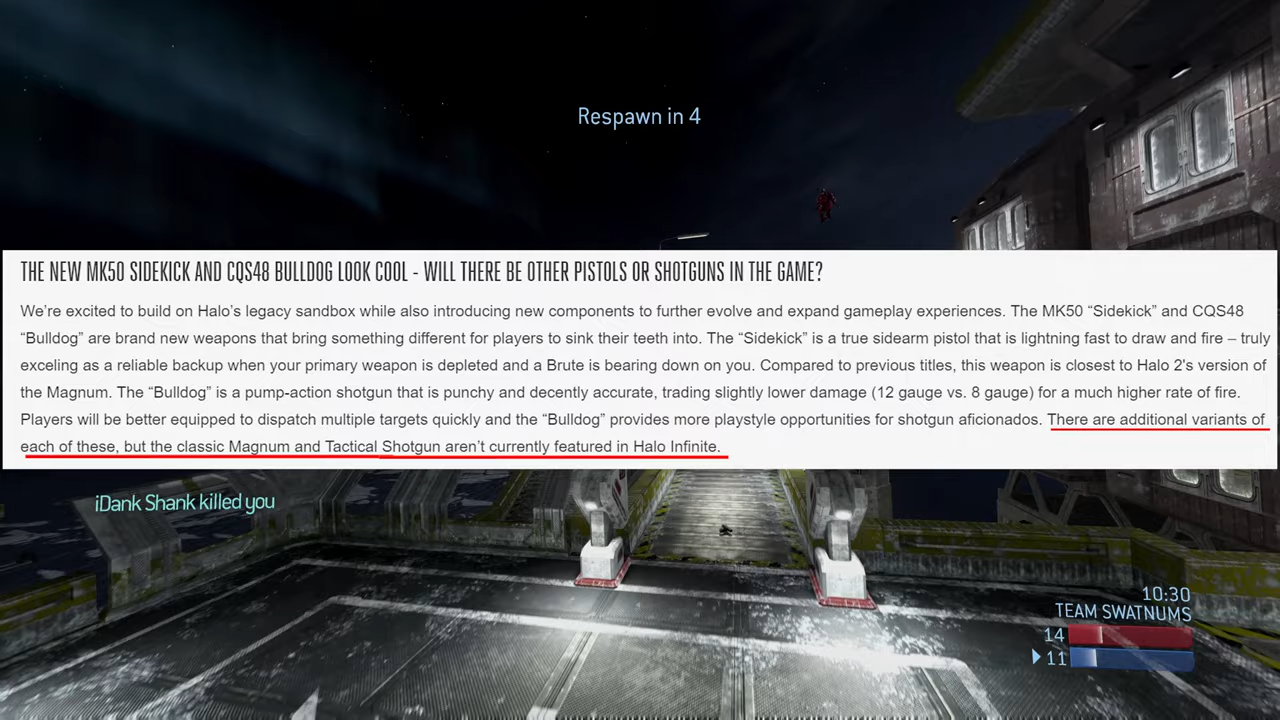 Respawn in 4
THE NEW MK50 SIDEKICK AND CQS48 BULLDOG LOOK COOL - WILL THERE BE OTHER PISTOLS OR SHOTGUNS IN THE GAME?
We’re excited to build on Halo’s legacy sandbox while also introducing new components to further evolve and expand gameplay experiences. The MK50 “Sidekick” and CQS48
“Bulldog” are brand new weapons that bring something different for players to sink their teeth into. The “Sidekick” is a true sidearm pistol that is lightning fast to draw and fire – truly
exceling as a reliable backup when your primary weapon is depleted and a Brute is bearing down on you. Compared to previous titles, this weapon is closest to Halo 2's version of
the Magnum. The “Bulldog” is a pump-action shotgun that is punchy and decently accurate, trading slightly lower damage (12 gauge vs. 8 gauge) for a much higher rate of fire.
Players will be better equipped to dispatch multiple targets quickly and the “Bulldog” provides more playstyle opportunities for shotgun aficionados. There are additional variants of
each of these, but the classic Magnum and Tactical Shotgun aren’t currently featured in Halo Infinite.
iDank Shank killed you
10:30
TEAM SWATNUMS
14
11